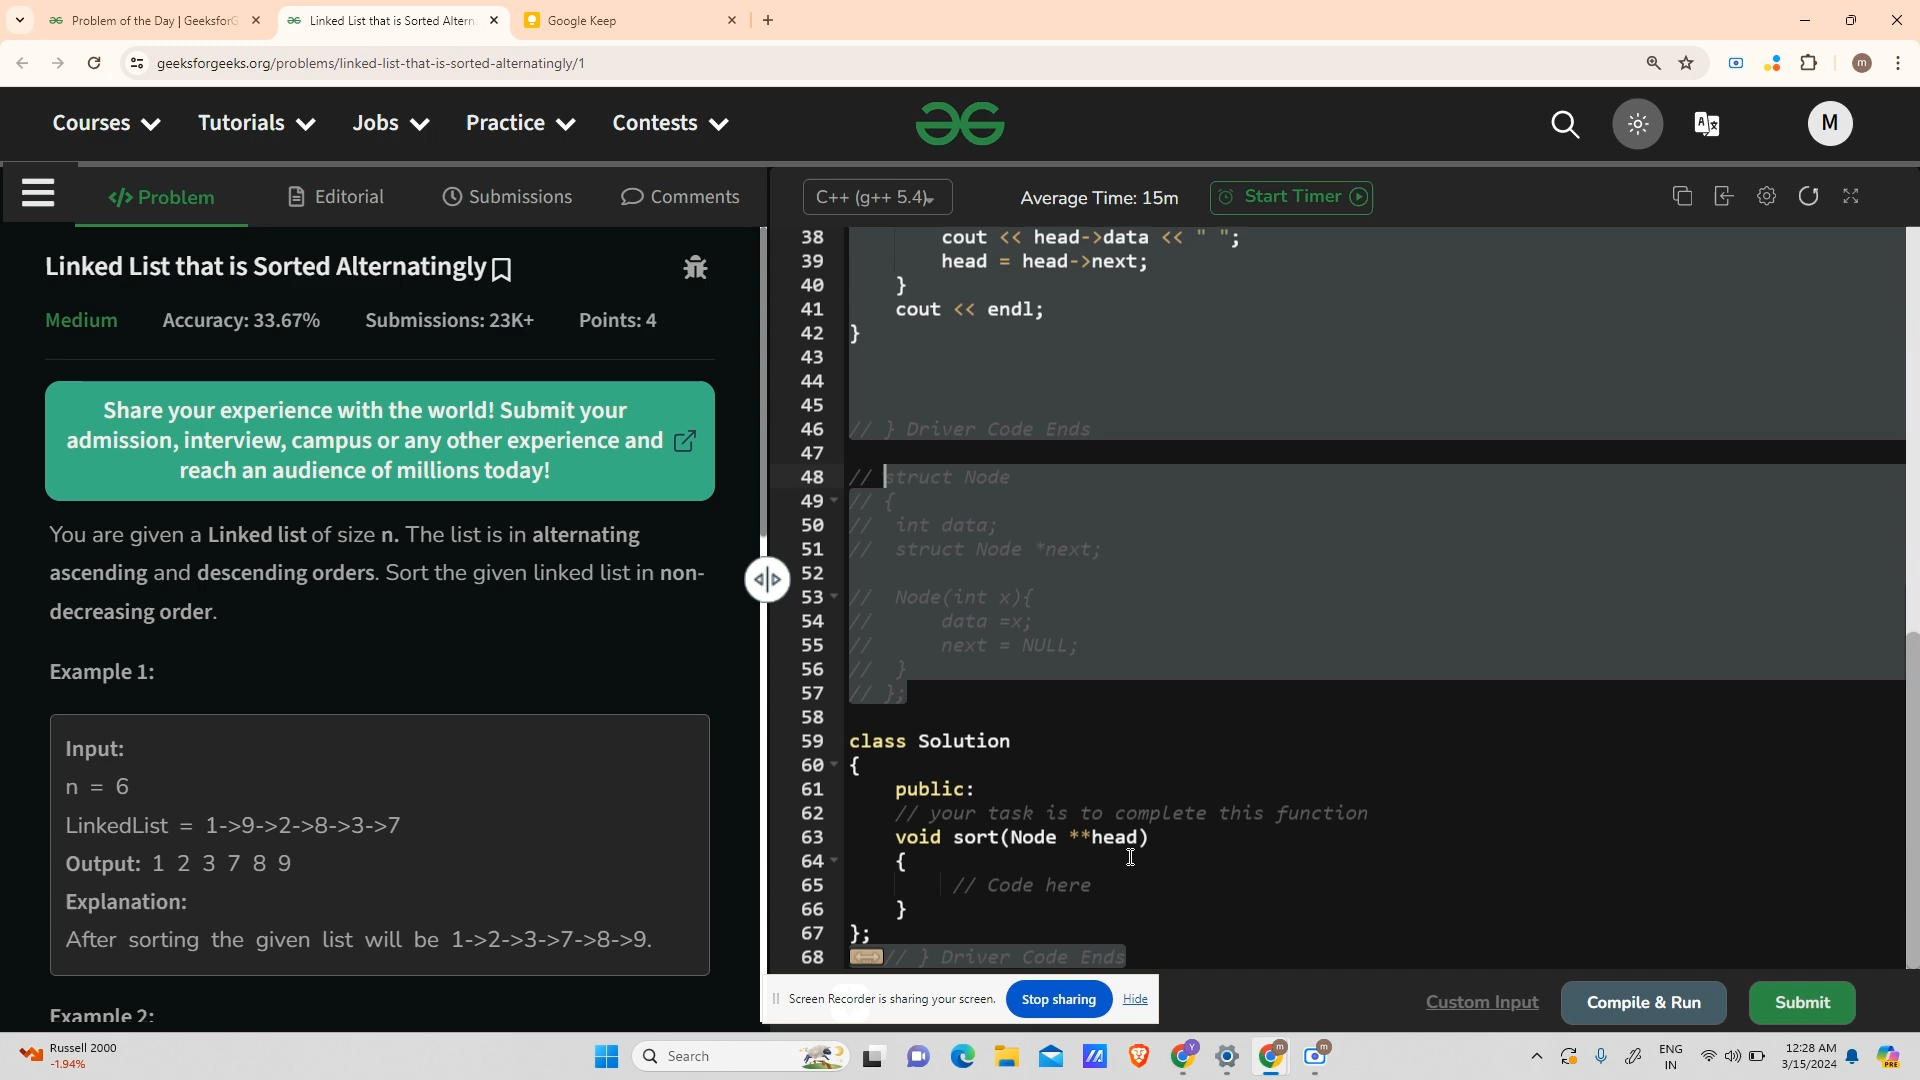 Problem of the Day | GeeksforG
Linked List that is Sorted Altern
Google Keep
geeksforgeeks.org/problems/linked-list-that-is-sorted-alternatingly/1
m
Courses
Tutorials
Jobs
Practice
Contests
M
</> Problem
Editorial
Submissions
Comments
C++ (g++ 5.4)
Average Time: 15m
Start Timer
Linked List that is Sorted Alternatingly
Medium
Accuracy: 33.67%
Submissions: 23K+
Points: 4
Share your experience with the world! Submit your
admission, interview, campus or any other experience and
reach an audience of millions today!
You are given a Linked list of size n. The list is in alternating
ascending and descending orders. Sort the given linked list in non-
decreasing order.
Example 1:
Input:
n = 6
LinkedList = 1->9->2->8->3->7
Output: 1 2 3 7 8 9
Explanation:
After sorting the given list will be 1->2->3->7->8->9.
Example 2:
38 cout << head->data << " ";
39 head = head->next;
40 }
41 cout << endl;
42 }
43
44
45
46 // } Driver Code Ends
47
48 // struct Node
49 // {
50 // int data;
51 // struct Node *next;
52
53 // Node(int x){
54 // data =x;
55 // next = NULL;
56 // }
57 // };
58
59 class Solution
60 {
61 public:
62 // your task is to complete this function
63 void sort(Node **head)
64 {
65 // Code here
66 }
67 };
68 // } Driver Code Ends
Screen Recorder is sharing your screen.
Stop sharing
Hide
Custom Input
Compile & Run
Submit
Russell 2000
-1.94%
Search
Y
m
m
ENG
IN
12:28 AM
3/15/2024
PRE